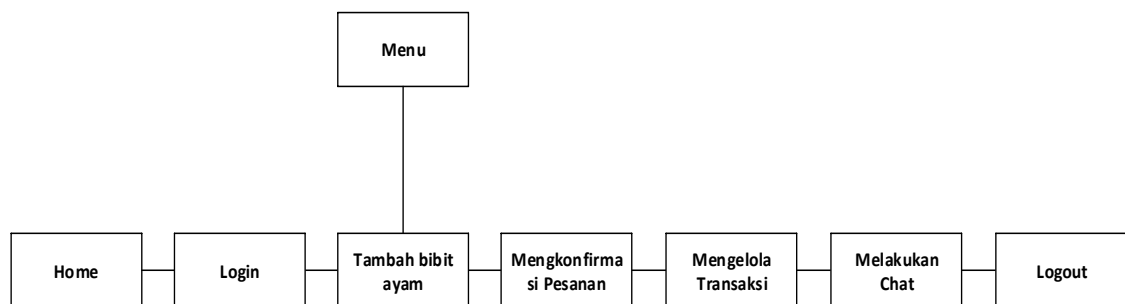 Menu
Home
Login
Tambah bibit
ayam
Mengkonfirma
si Pesanan
Mengelola
Transaksi
Melakukan
Chat
Logout